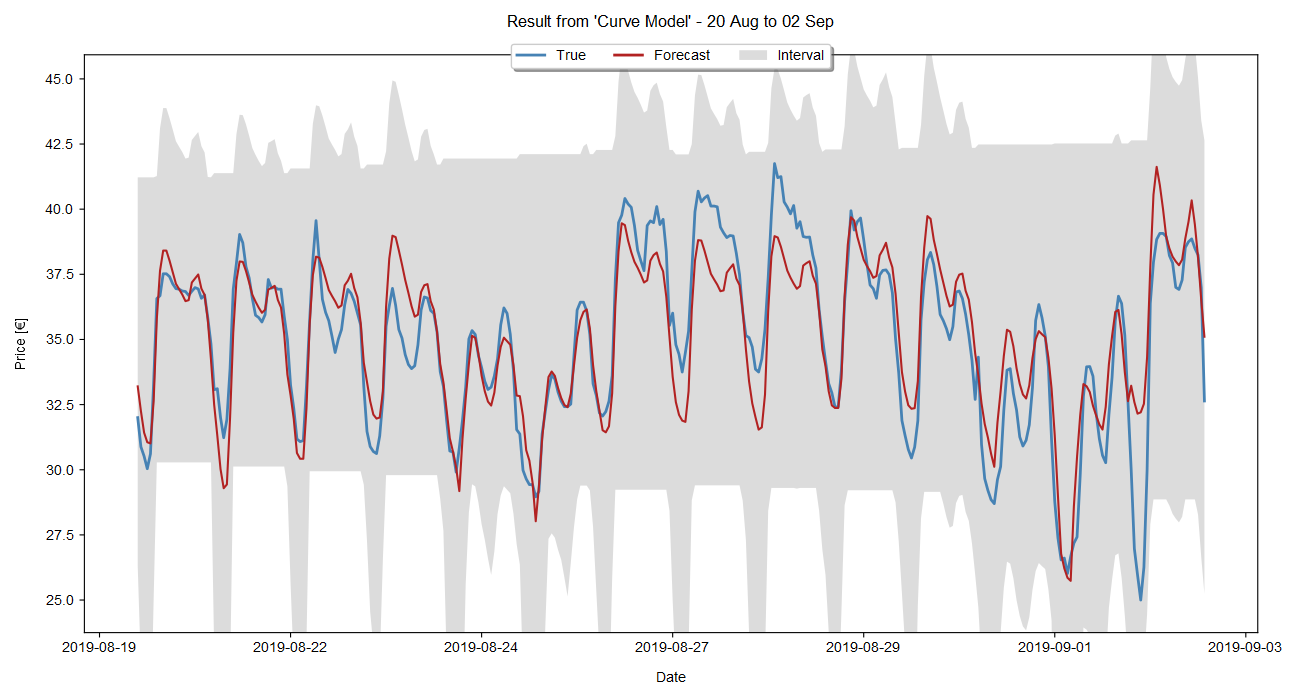 Result from 'Curve Model' - 20 Aug to 02 Sep
True Forecast Interval
45.0
42.5
40.0
37.5
35.0
32.5
30.0
27.5
25.0
Price [€]
2019-08-19 2019-08-22 2019-08-24 2019-08-27 2019-08-29 2019-09-01 2019-09-03
Date